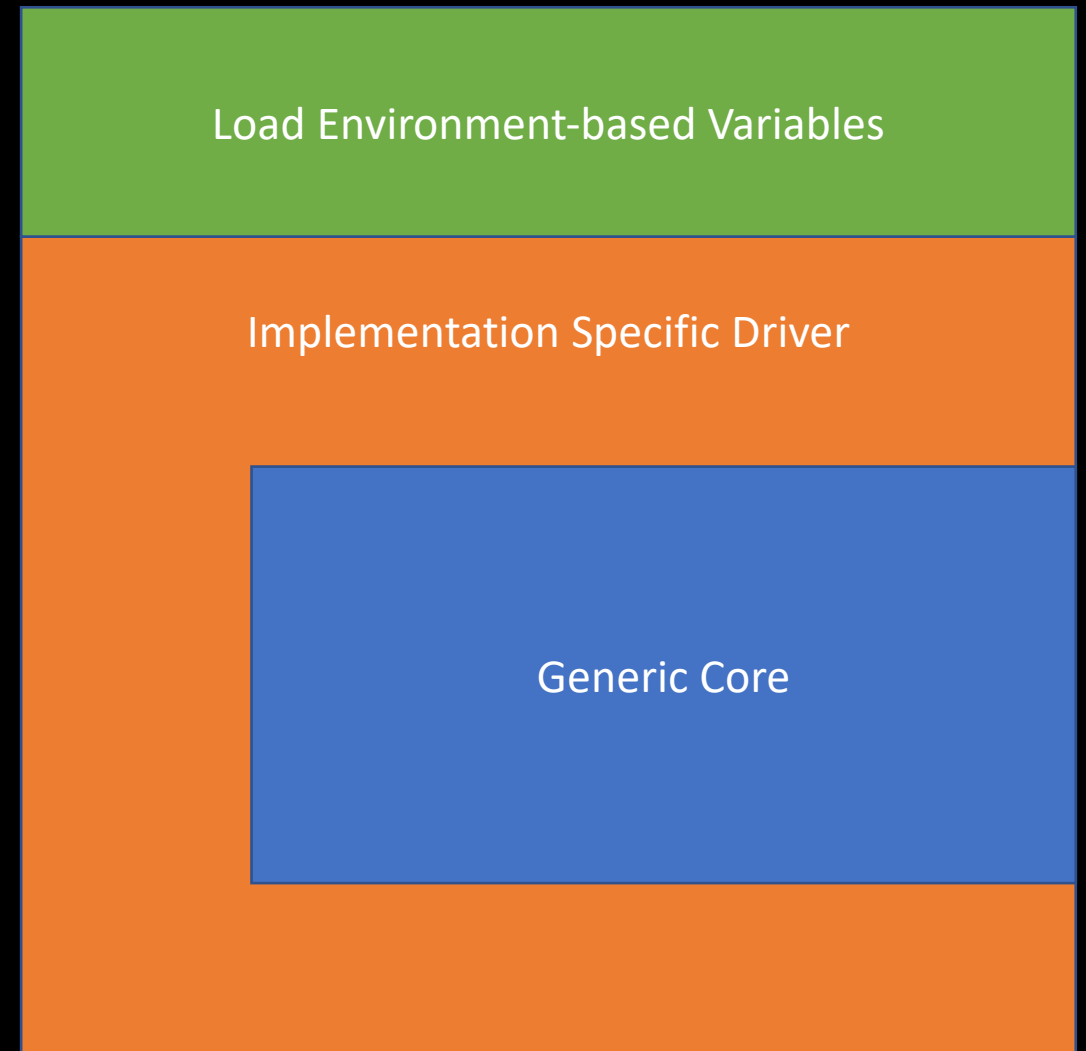 Load Environment-based Variables
Implementation Specific Driver
Generic Core